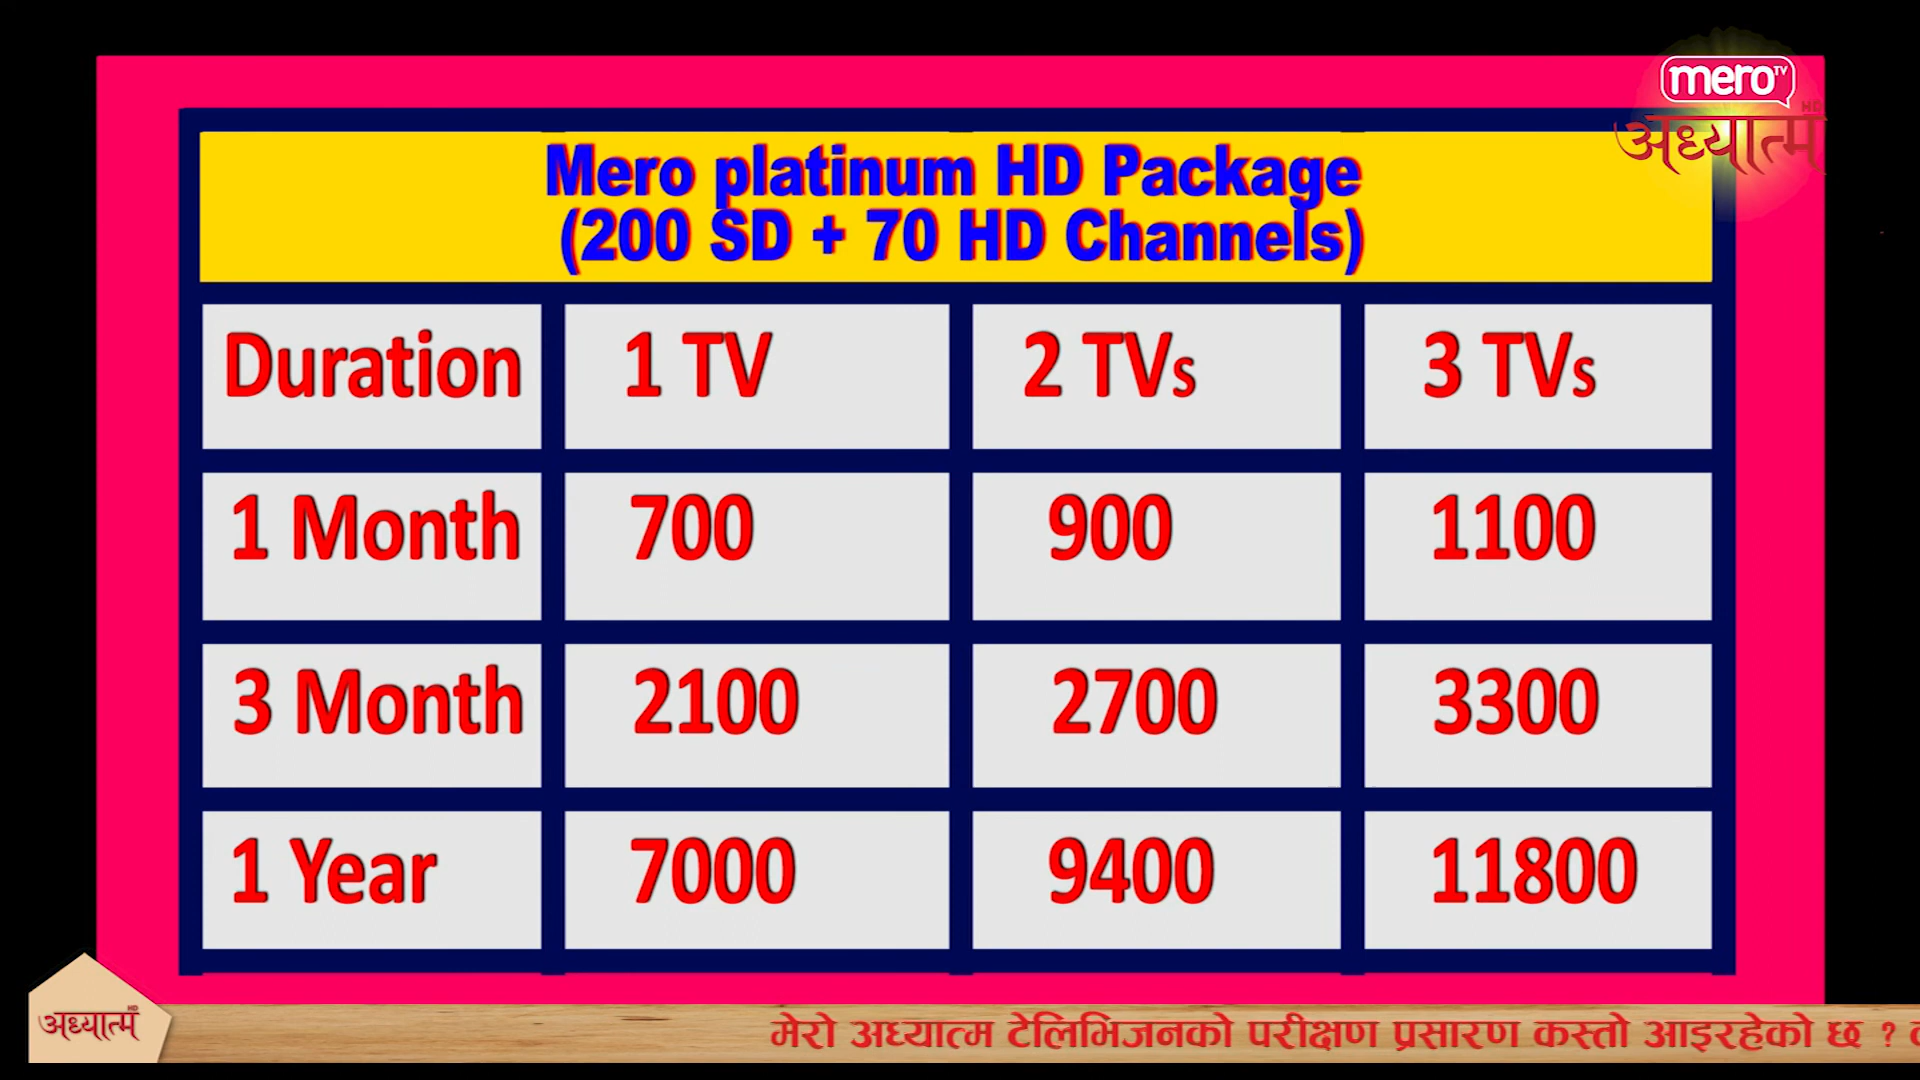 mero TV
HD
अध्यात्म
Mero platinum HD Package
(200 SD + 70 HD Channels)
Duration 1 TV 2 TVs 3 TVs
1 Month 700 900 1100
3 Month 2100 2700 3300
1 Year 7000 9400 11800
HD
अध्यात्म
मेरो अध्यात्म टेलिभिजनको परीक्षण प्रसारण कस्तो आइरहेको छ ?